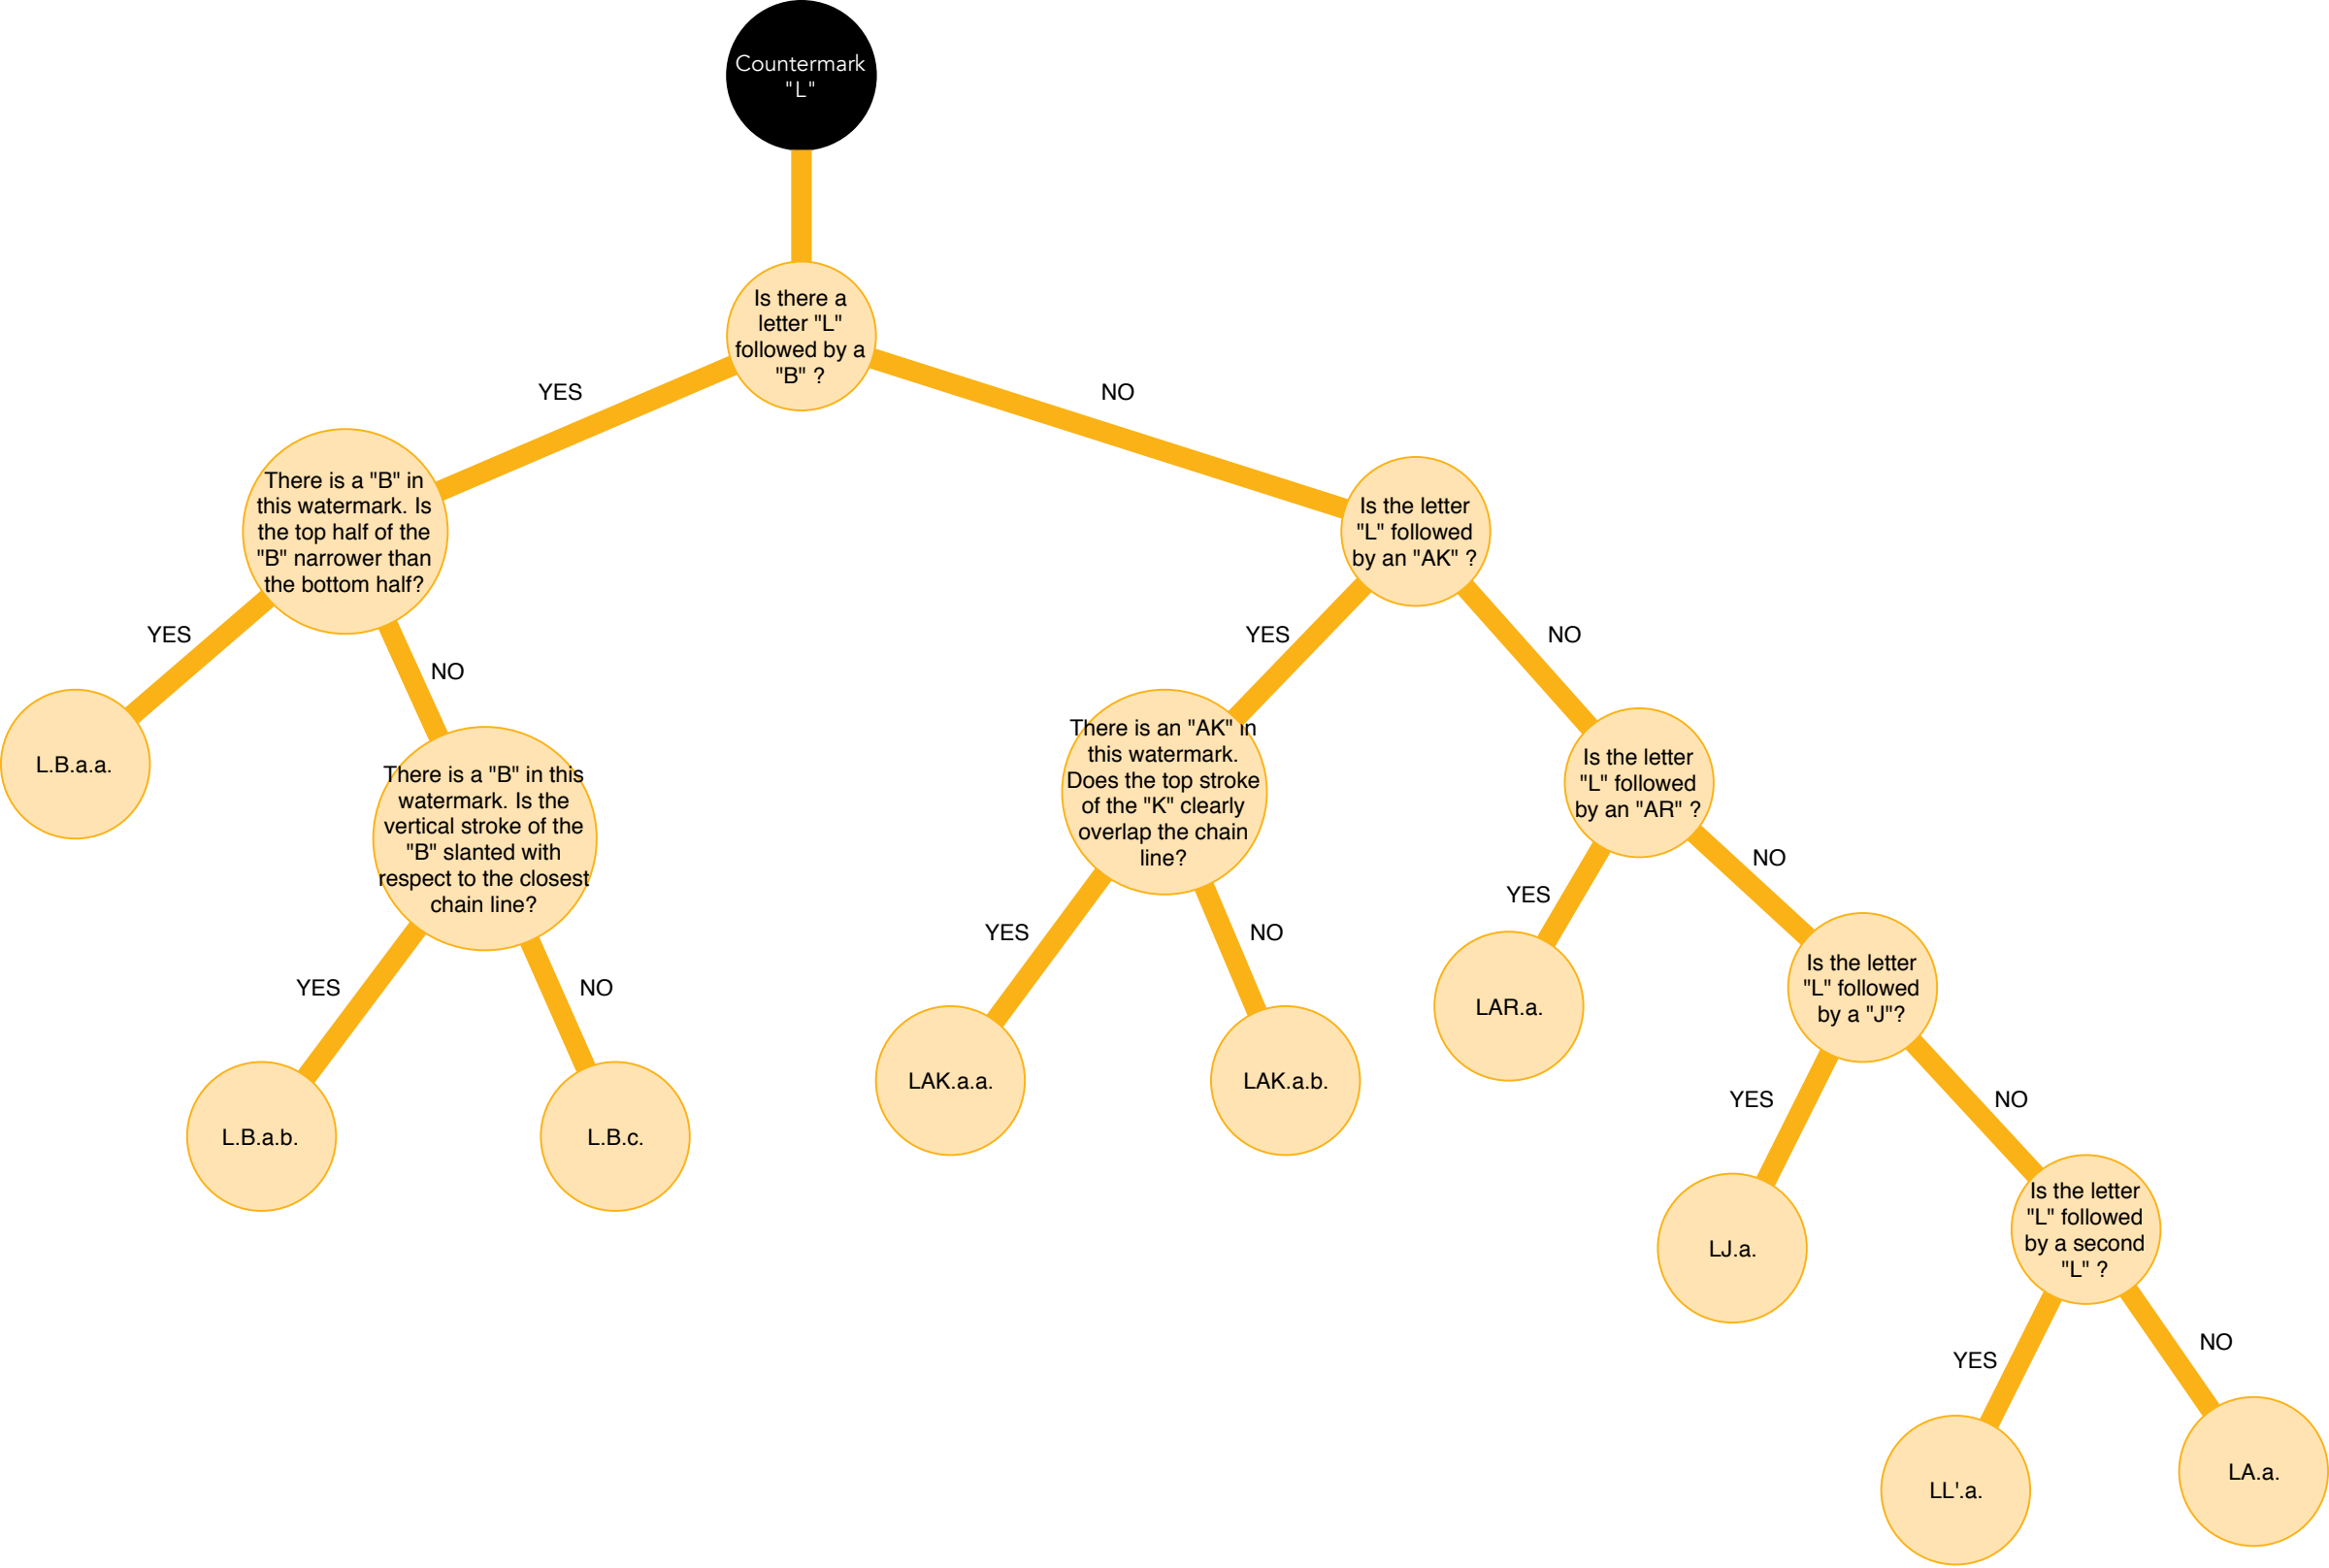 Countermark
"L"
Is there a
letter "L"
followed by a
"B" ?
YES
NO
There is a "B" in
this watermark. Is
the top half of the
"B" narrower than
the bottom half?
Is the letter
"L" followed
by an "AK" ?
YES
NO
YES
NO
L.B.a.a.
There is a "B" in this
watermark. Is the
vertical stroke of the
"B" slanted with
respect to the closest
chain line?
There is an "AK" in
this watermark.
Does the top stroke
of the "K" clearly
overlap the chain
line?
Is the letter
"L" followed
by an "AR" ?
YES
NO
YES
NO
YES
NO
L.B.a.b.
L.B.c.
LAK.a.a.
LAK.a.b.
LAR.a.
Is the letter
"L" followed
by a "J"?
YES
NO
LJ.a.
Is the letter
"L" followed
by a second
"L" ?
YES
NO
LL'.a.
LA.a.